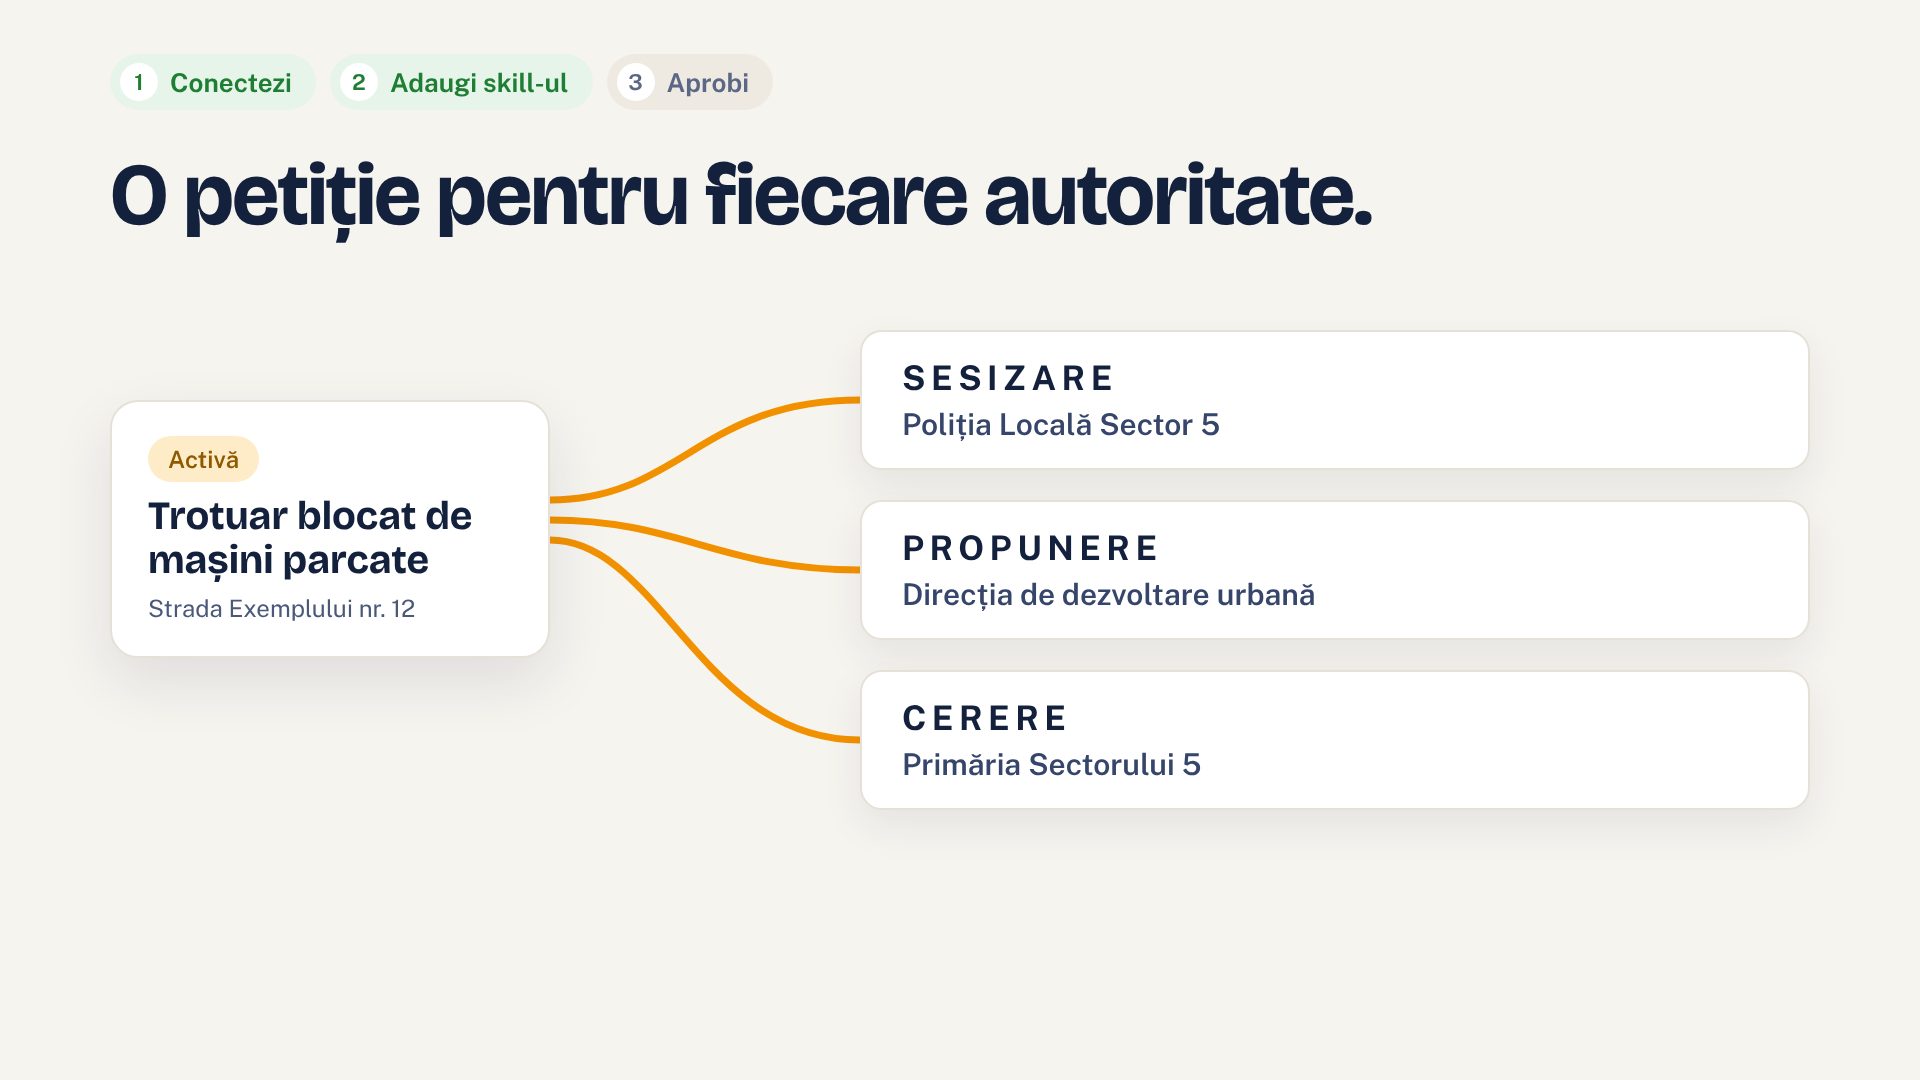 1 Conectezi 2 Adaugi skill-ul 3 Aprobi
O petiție pentru fiecare autoritate.
Activă
Trotuar blocat de
mașini parcate
Strada Exemplului nr. 12
SESIZARE
Poliția Locală Sector 5
PROPUNERE
Direcția de dezvoltare urbană
CERERE
Primăria Sectorului 5